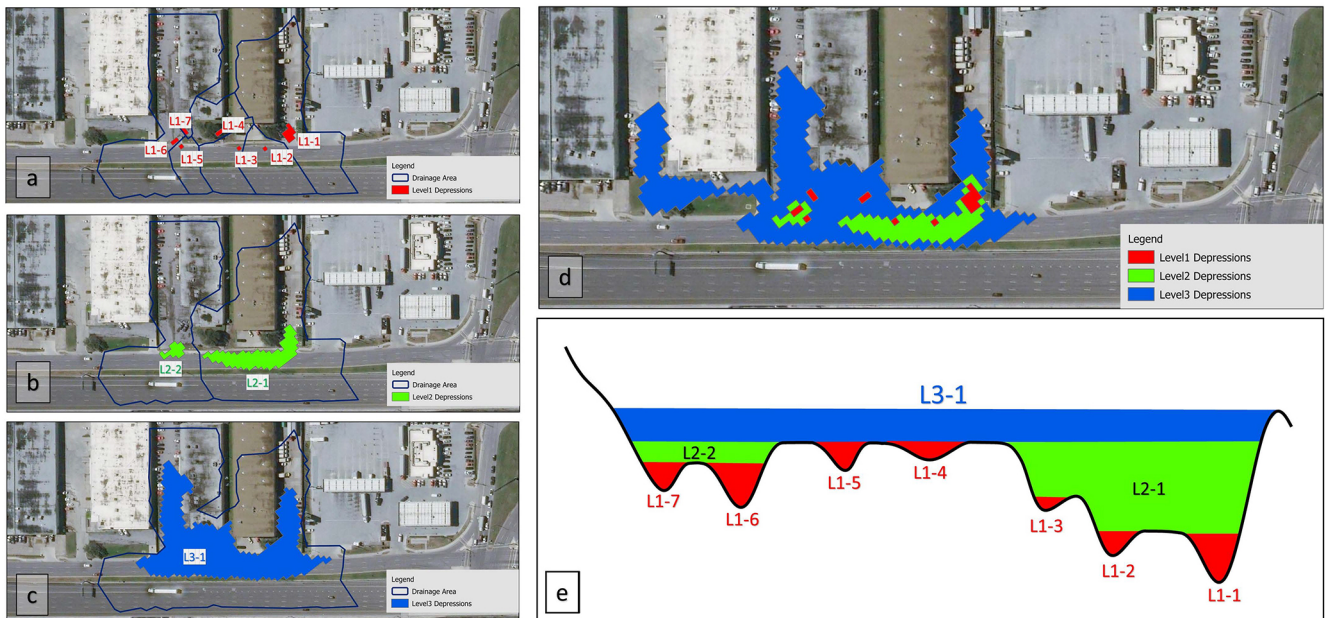 L1-7
L1-4
L1-1
L1-6
L1-5
L1-3
L1-2
a
Legend
Drainage Area
Level1 Depressions
L2-2
L2-1
b
Legend
Drainage Area
Level2 Depressions
L3-1
c
Legend
Drainage Area
Level3 Depressions
d
Legend
Level1 Depressions
Level2 Depressions
Level3 Depressions
L3-1
L2-2
L1-5
L1-4
L2-1
L1-7
L1-6
L1-3
L1-2
L1-1
e